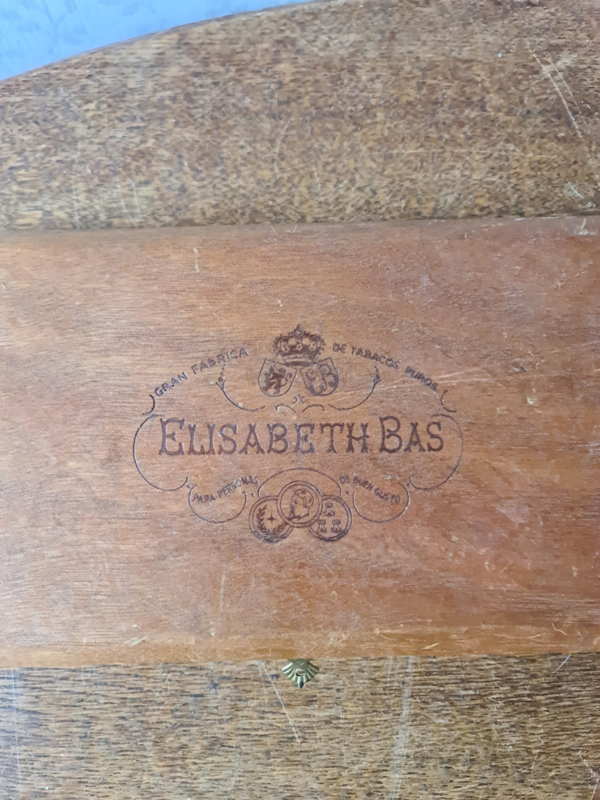 GRAN FABRICA DE TABACOS PUROS
ELISABETH BAS
PARA PERSONAS DE BUEN GUSTO